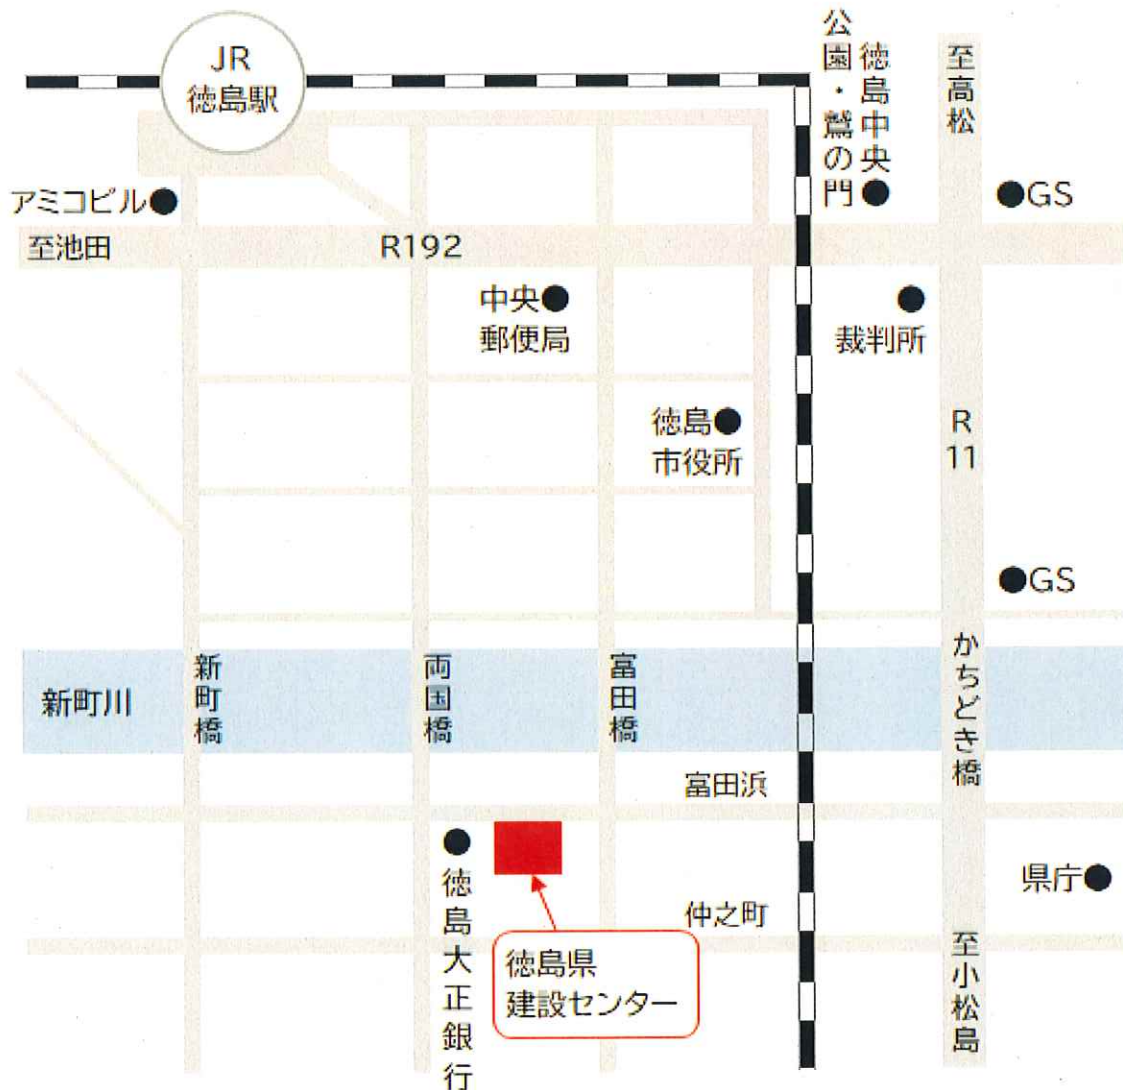 JR
徳島駅
公園・鷲の門
徳島中央
至高松
アミコビル
GS
至池田
R192
中央
郵便局
裁判所
徳島
市役所
R
11
GS
新町川
新町橋
両国橋
富田橋
かちどき橋
富田浜
徳島大正銀行
県庁
仲之町
徳島県
建設センター
至小松島